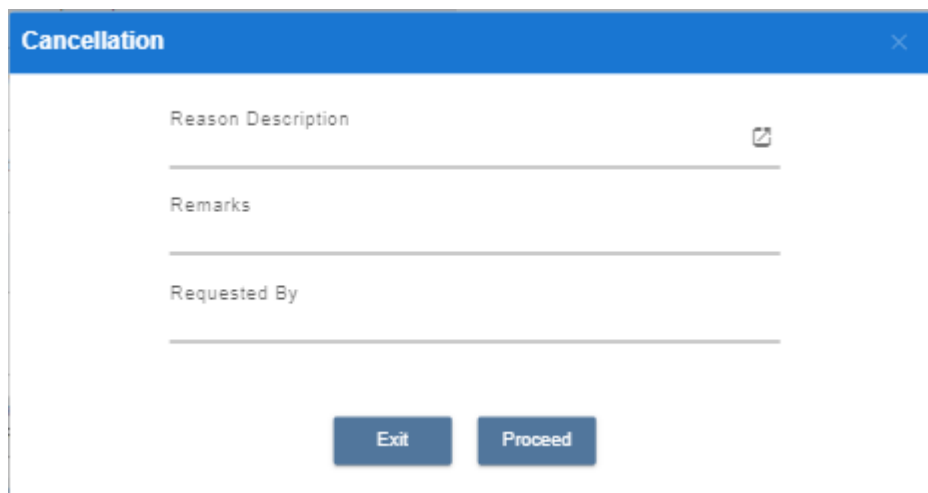 Cancellation
Reason Description
Remarks
Requested By
Exit Proceed